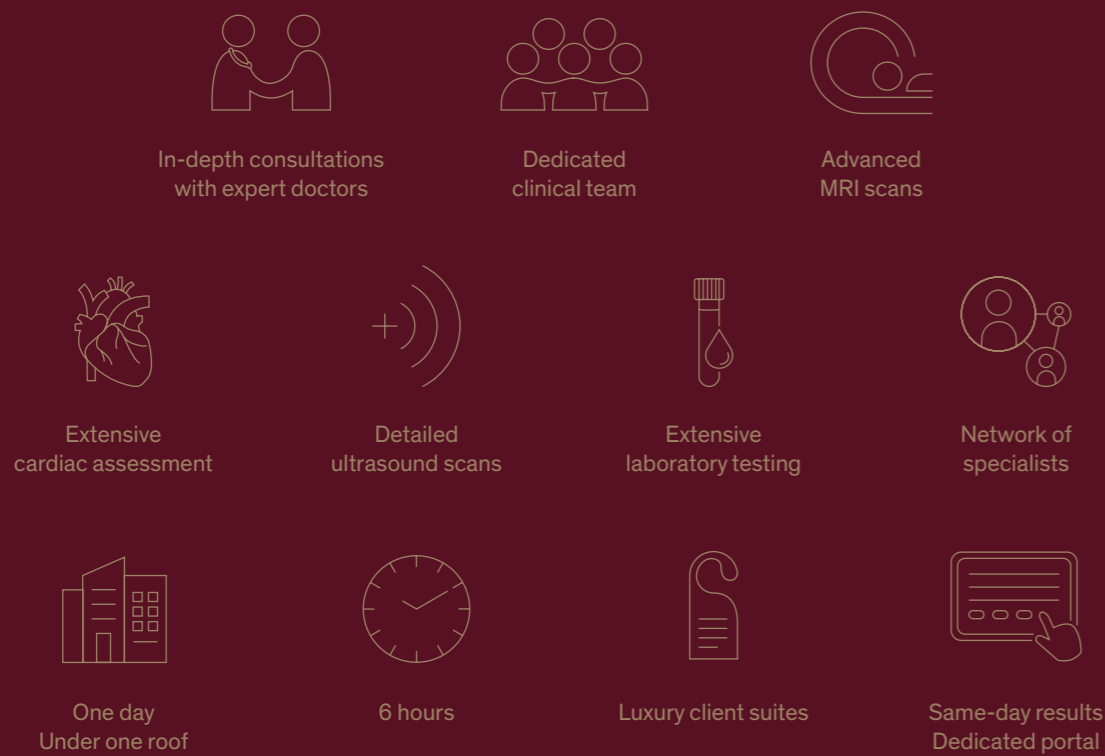 In-depth consultations
with expert doctors
Dedicated
clinical team
Advanced
MRI scans
Extensive
cardiac assessment
Detailed
ultrasound scans
Extensive
laboratory testing
Network of
specialists
One day
Under one roof
6 hours
Luxury client suites
Same-day results
Dedicated portal